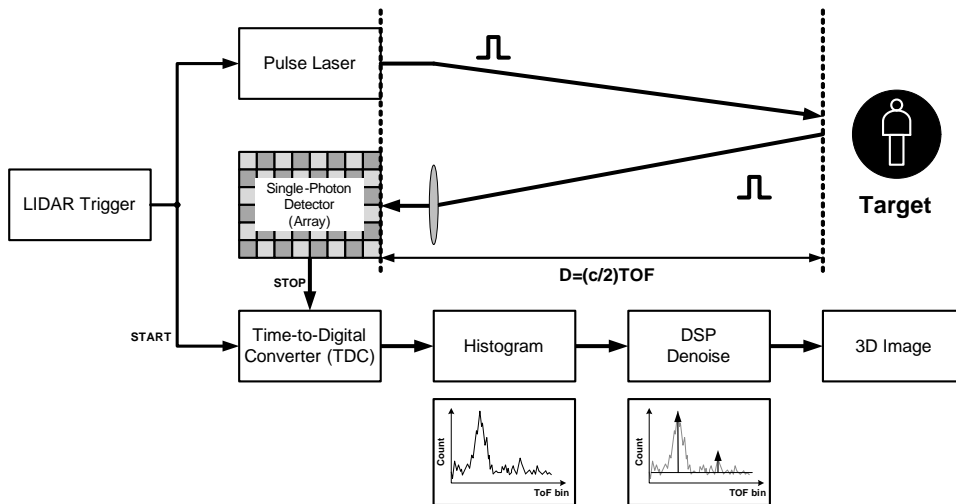 Pulse Laser
LIDAR Trigger
Single-Photon
Detector
(Array)
Target
D=(c/2)TOF
STOP
START
Time-to-Digital
Converter (TDC)
Histogram
DSP
Denoise
3D Image
Count
ToF bin
Count
TOF bin